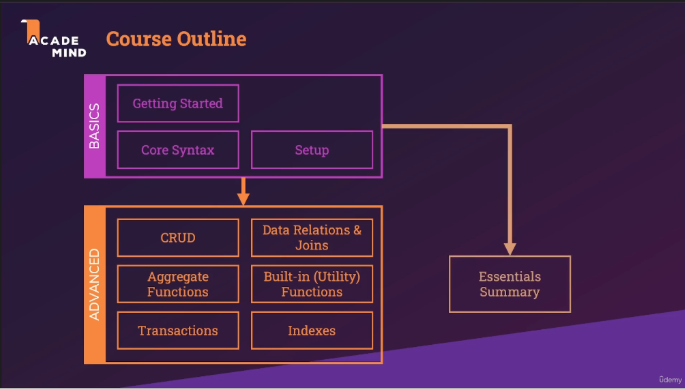 ACADE
MIND
Course Outline
BASICS
Getting Started
Core Syntax
Setup
ADVANCED
CRUD
Data Relations &
Joins
Aggregate
Functions
Built-in (Utility)
Functions
Transactions
Indexes
Essentials
Summary
ûdemy